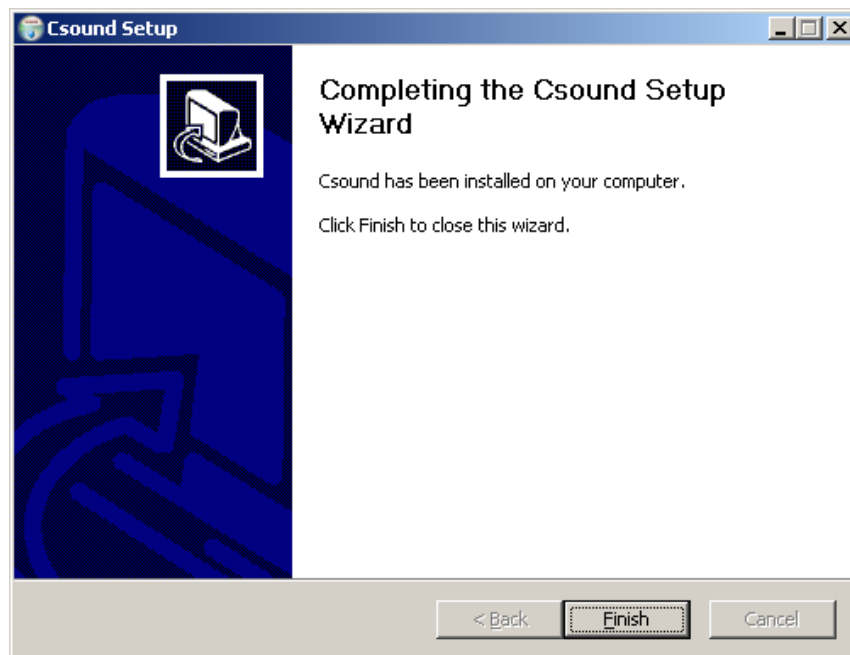 Csound Setup
Completing the Csound Setup
Wizard
Csound has been installed on your computer.
Click Finish to close this wizard.
< Back
Finish
Cancel